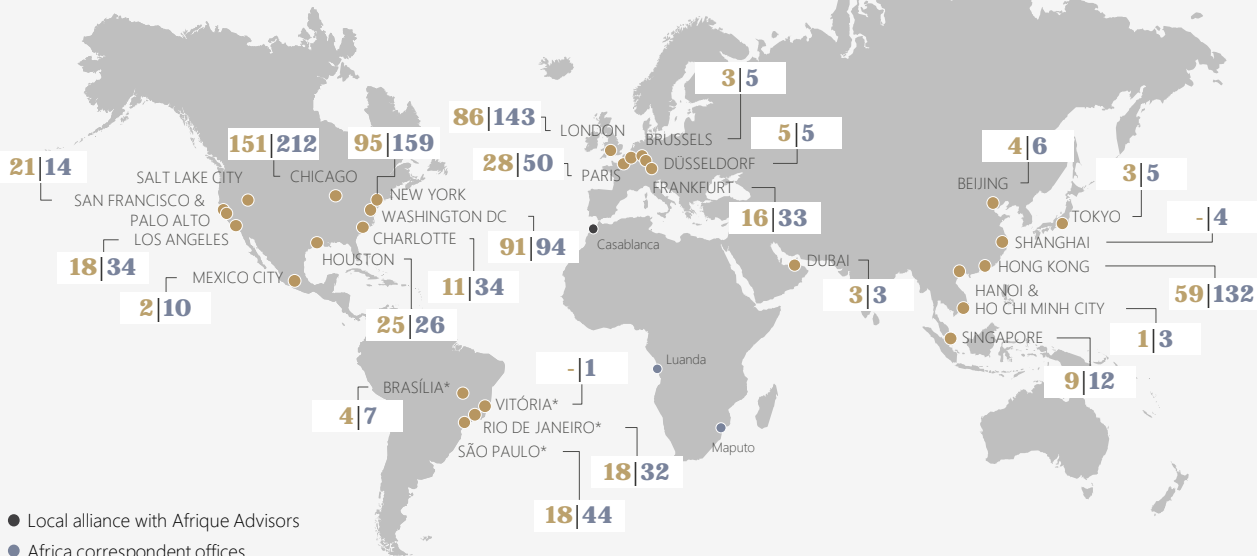 3|5
86|143
LONDON
BRUSSELS
5|5
151|212
95|159
28|50
PARIS
DÜSSELDORF
4|6
21|14
SALT LAKE CITY
CHICAGO
FRANKFURT
BEIJING
3|5
SAN FRANCISCO &
PALO ALTO
NEW YORK
WASHINGTON DC
16|33
TOKYO
-|4
LOS ANGELES
CHARLOTTE
91|94
Casablanca
SHANGHAI
18|34
HOUSTON
DUBAI
HONG KONG
MEXICO CITY
11|34
3|3
HANOI &
HO CHI MINH CITY
59|132
2|10
25|26
SINGAPORE
1|3
-|1
Luanda
9|12
BRASÍLIA*
VITÓRIA*
4|7
RIO DE JANEIRO*
SÃO PAULO*
Maputo
18|32
18|44
Local alliance with Afrique Advisors
Africa correspondent offices